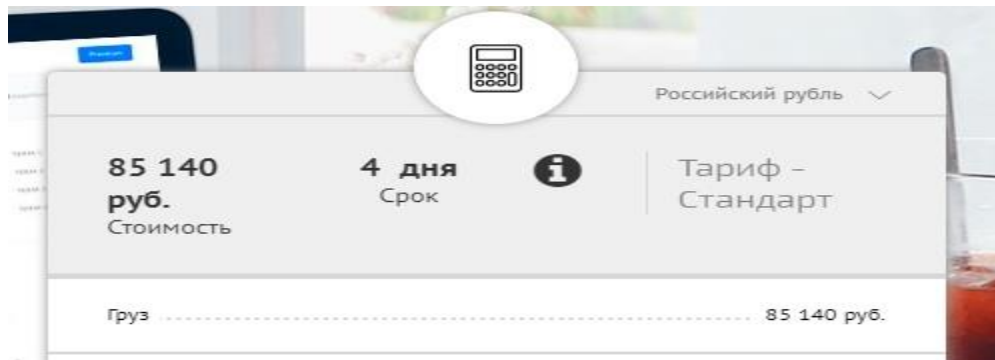 Российский рубль
85 140
руб.
Стоимость
4 дня
Срок
Тариф –
Стандарт
Груз
85 140 руб.